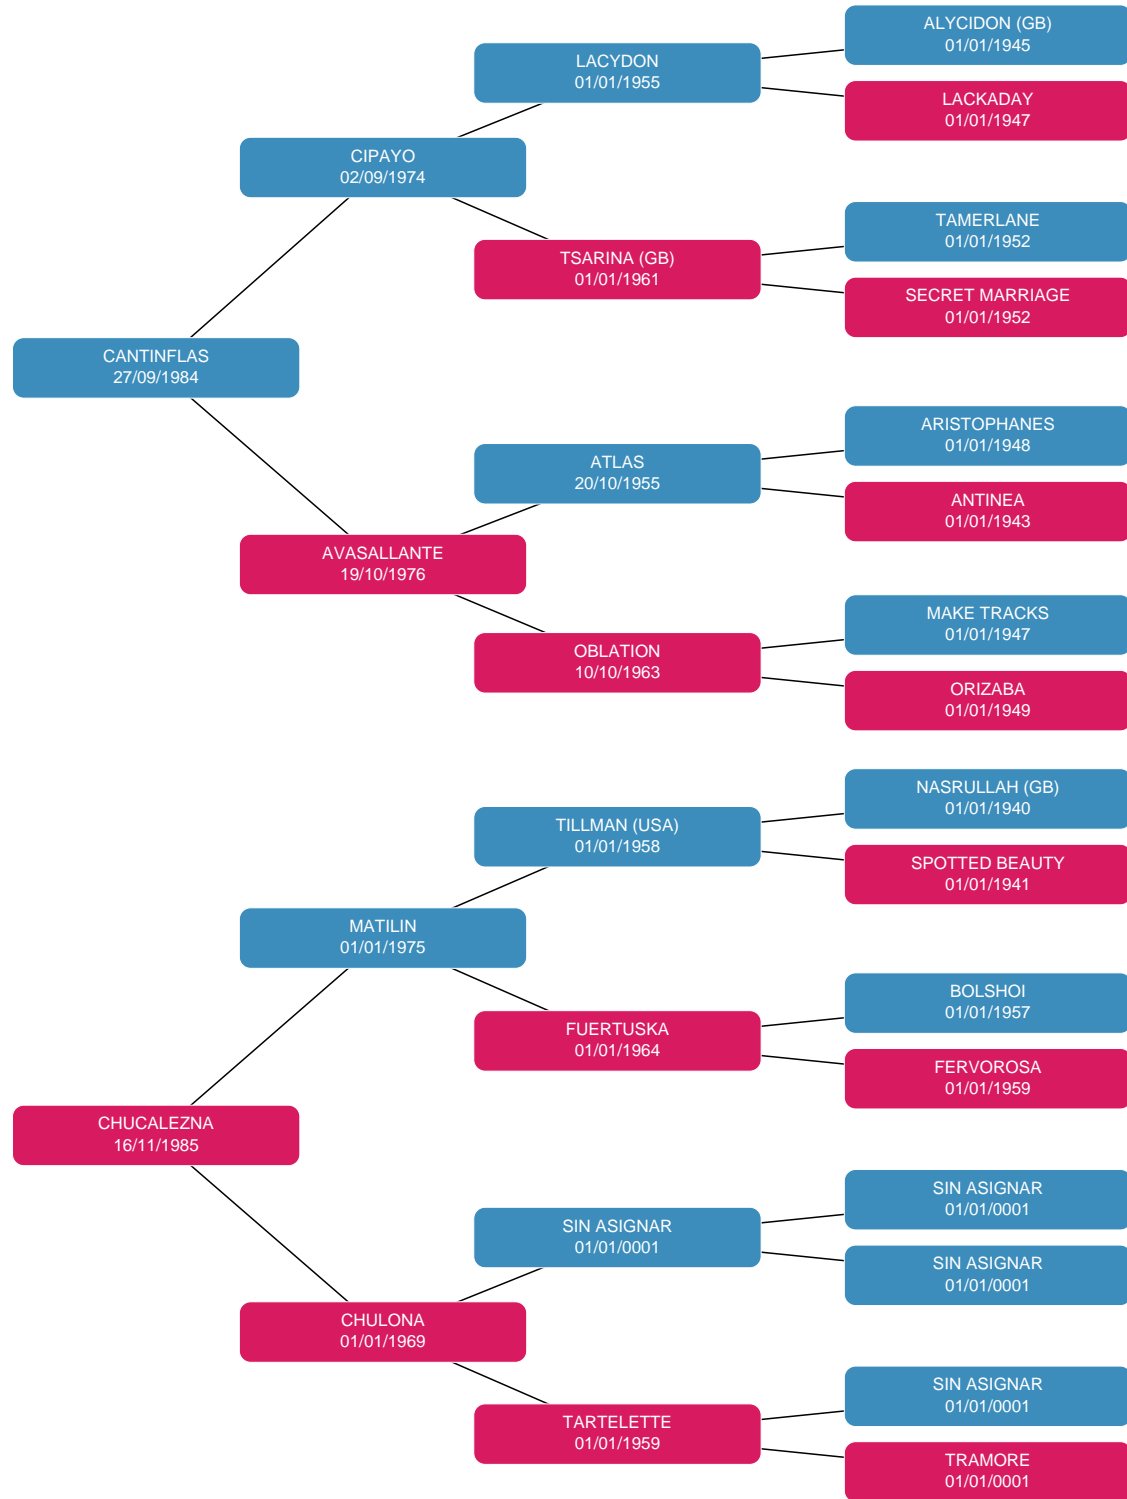 ALYCIDON (GB)
01/01/1945
LACYDON
01/01/1955
LACKADAY
01/01/1947
CIPAYO
02/09/1974
TAMERLANE
01/01/1952
TSARINA (GB)
01/01/1961
SECRET MARRIAGE
01/01/1952
CANTINFLAS
27/09/1984
ARISTOPHANES
01/01/1948
ATLAS
20/10/1955
ANTINEA
01/01/1943
AVASALLANTE
19/10/1976
MAKE TRACKS
01/01/1947
OBLATION
10/10/1963
ORIZABA
01/01/1949
NASRULLAH (GB)
01/01/1940
TILLMAN (USA)
01/01/1958
SPOTTED BEAUTY
01/01/1941
MATILIN
01/01/1975
BOLSHOI
01/01/1957
FUERTUSKA
01/01/1964
FERVOROSA
01/01/1959
CHUCALEZNA
16/11/1985
SIN ASIGNAR
01/01/0001
SIN ASIGNAR
01/01/0001
SIN ASIGNAR
01/01/0001
CHULONA
01/01/1969
SIN ASIGNAR
01/01/0001
TARTELETTE
01/01/1959
TRAMORE
01/01/0001